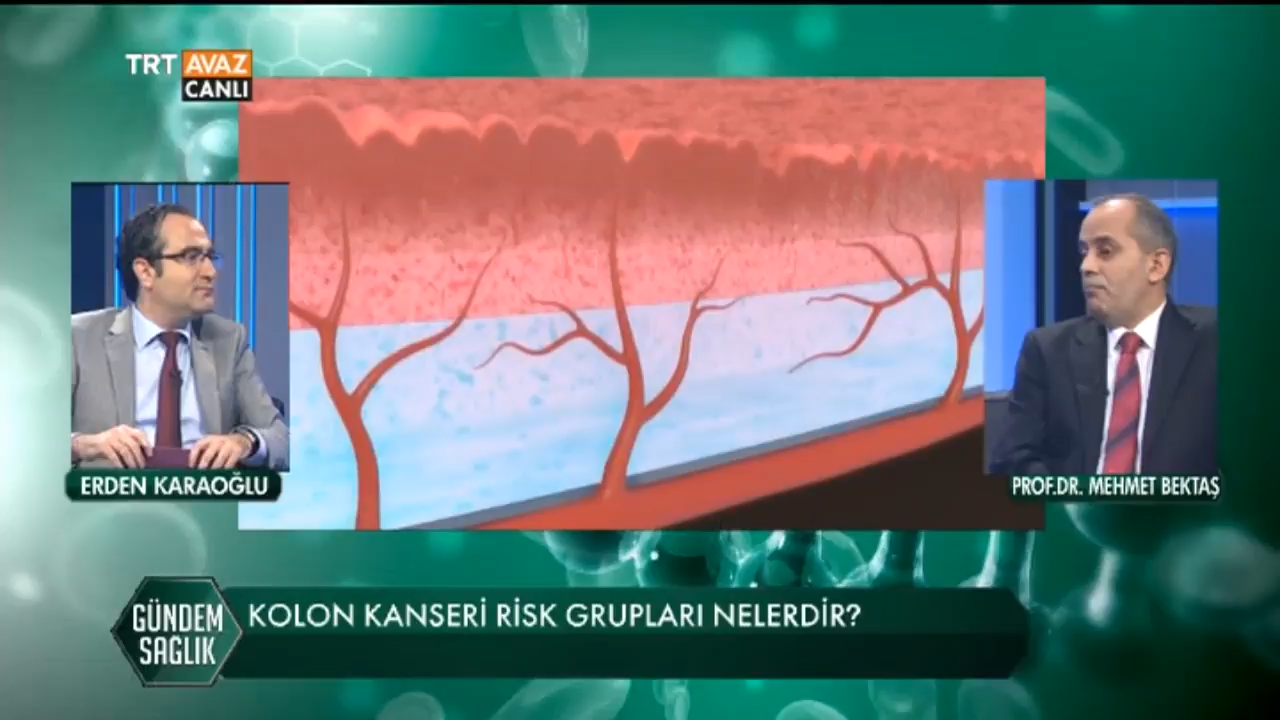 TRT AVAZ
CANLI
ERDEN KARAOĞLU
PROF.DR. MEHMET BEKTAŞ
GÜNDEM
SAĞLIK
KOLON KANSERİ RİSK GRUPLARI NELERDİR?